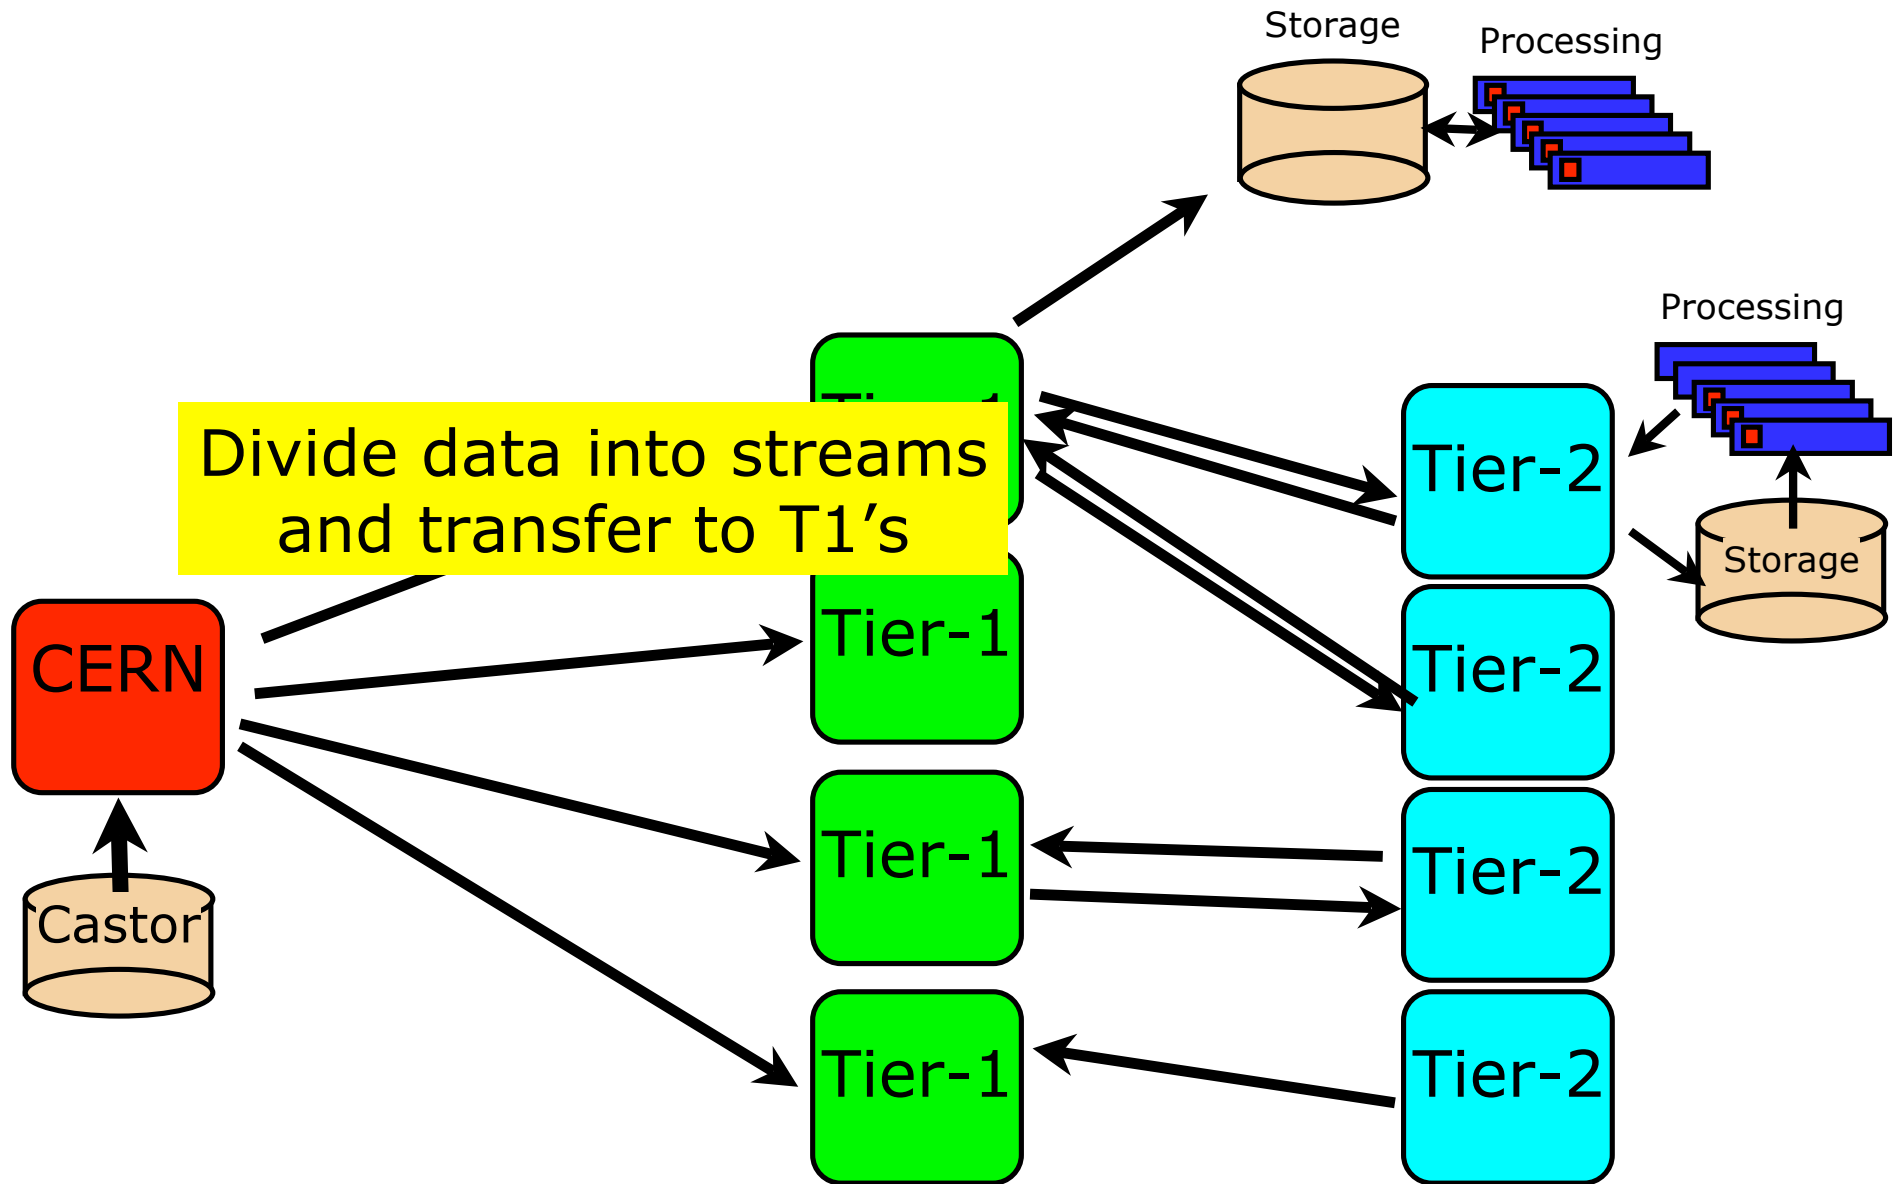 Storage
Processing
Processing
Divide data into streams
and transfer to T1’s
Tier-2
Storage
Tier-1
CERN
Tier-2
Tier-1
Tier-2
Castor
Tier-1
Tier-2